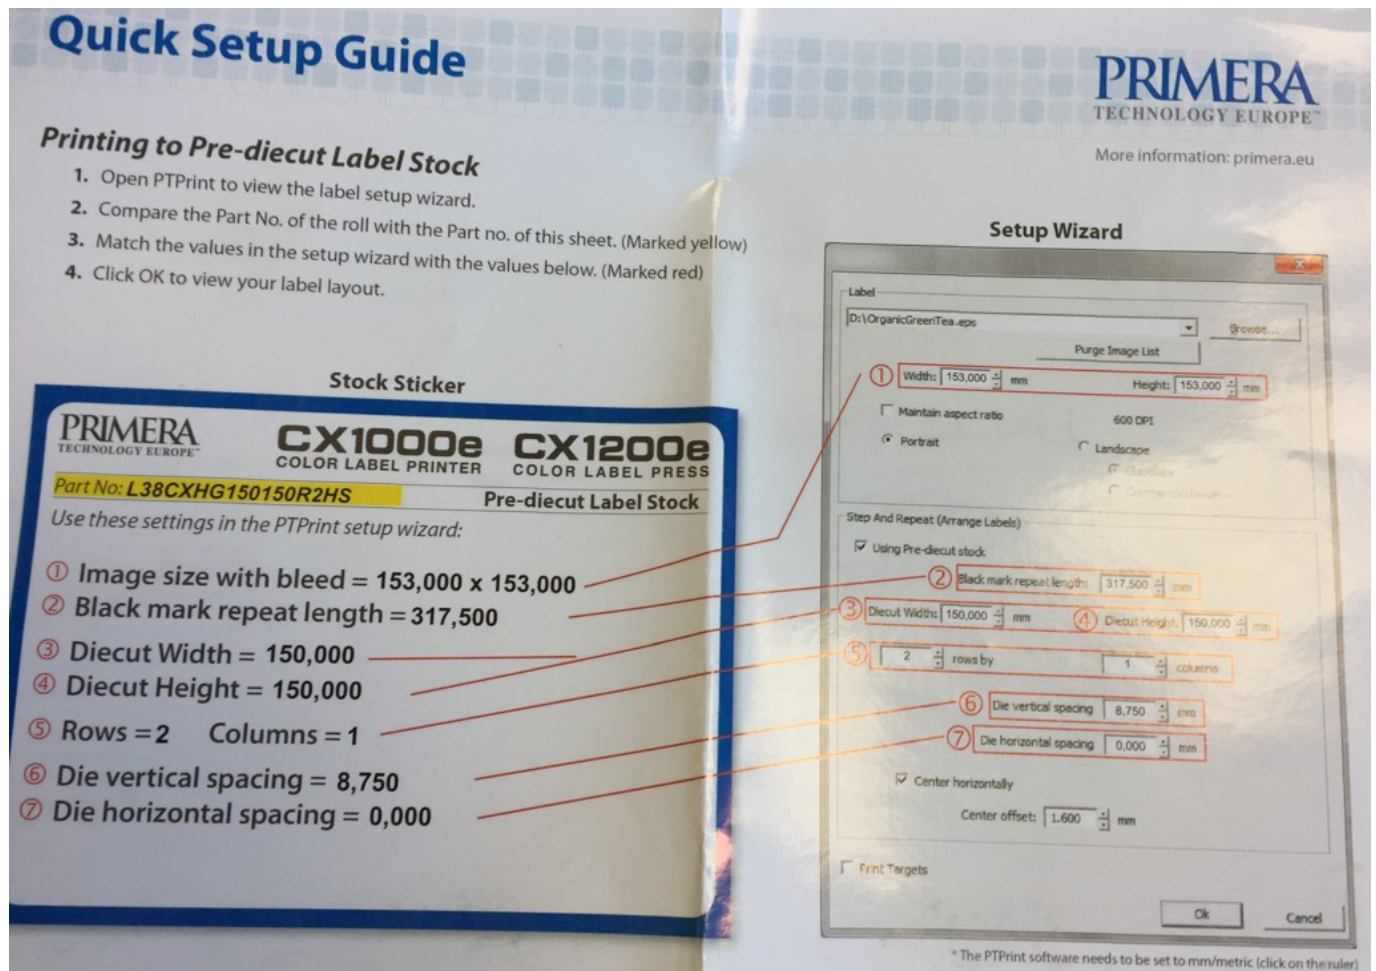 Quick Setup Guide
PRIMERA
TECHNOLOGY EUROPE™
More information: primera.eu
Printing to Pre-diecut Label Stock
1. Open PTPrint to view the label setup wizard.
2. Compare the Part No. of the roll with the Part no. of this sheet. (Marked yellow)
3. Match the values in the setup wizard with the values below. (Marked red)
4. Click OK to view your label layout.
Stock Sticker
PRIMERA
TECHNOLOGY EUROPE™
CX1000e
COLOR LABEL PRINTER
CX1200e
COLOR LABEL PRESS
Part No: L38CXHG150150R2HS
Pre-diecut Label Stock
Use these settings in the PTPrint setup wizard:
① Image size with bleed = 153,000 x 153,000
② Black mark repeat length = 317,500
③ Diecut Width = 150,000
④ Diecut Height = 150,000
⑤ Rows = 2 Columns = 1
⑥ Die vertical spacing = 8,750
⑦ Die horizontal spacing = 0,000
Setup Wizard
Label
D:\OrganicGreenTea.eps
Browse...
Purge Image List
① Width: 153,000 mm Height: 153,000 mm
Maintain aspect ratio 600 DPI
Portrait Landscape
Clockwise
Counter-clockwise
Step And Repeat (Arrange Labels)
Using Pre-diecut stock
② Black mark repeat length: 317,500 mm
③ Diecut Width: 150,000 mm ④ Diecut Height: 150,000 mm
⑤ 2 rows by 1 columns
⑥ Die vertical spacing 8,750 mm
⑦ Die horizontal spacing 0,000 mm
Center horizontally
Center offset: 1.600 mm
Print Targets
Ok Cancel
* The PTPrint software needs to be set to mm/metric (click on the ruler)